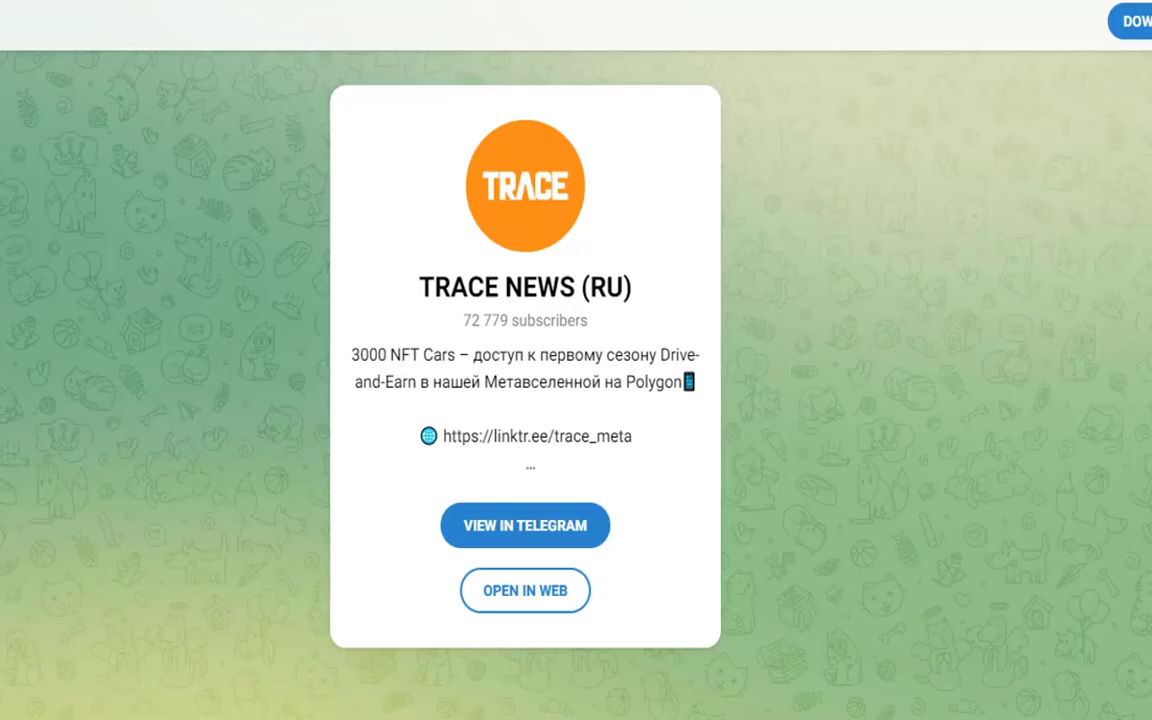 DOW
TRACE
TRACE NEWS (RU)
72 779 subscribers
3000 NFT Cars – доступ к первому сезону Drive-
and-Earn в нашей Метавселенной на Polygon
https://linktr.ee/trace_meta
...
VIEW IN TELEGRAM
OPEN IN WEB